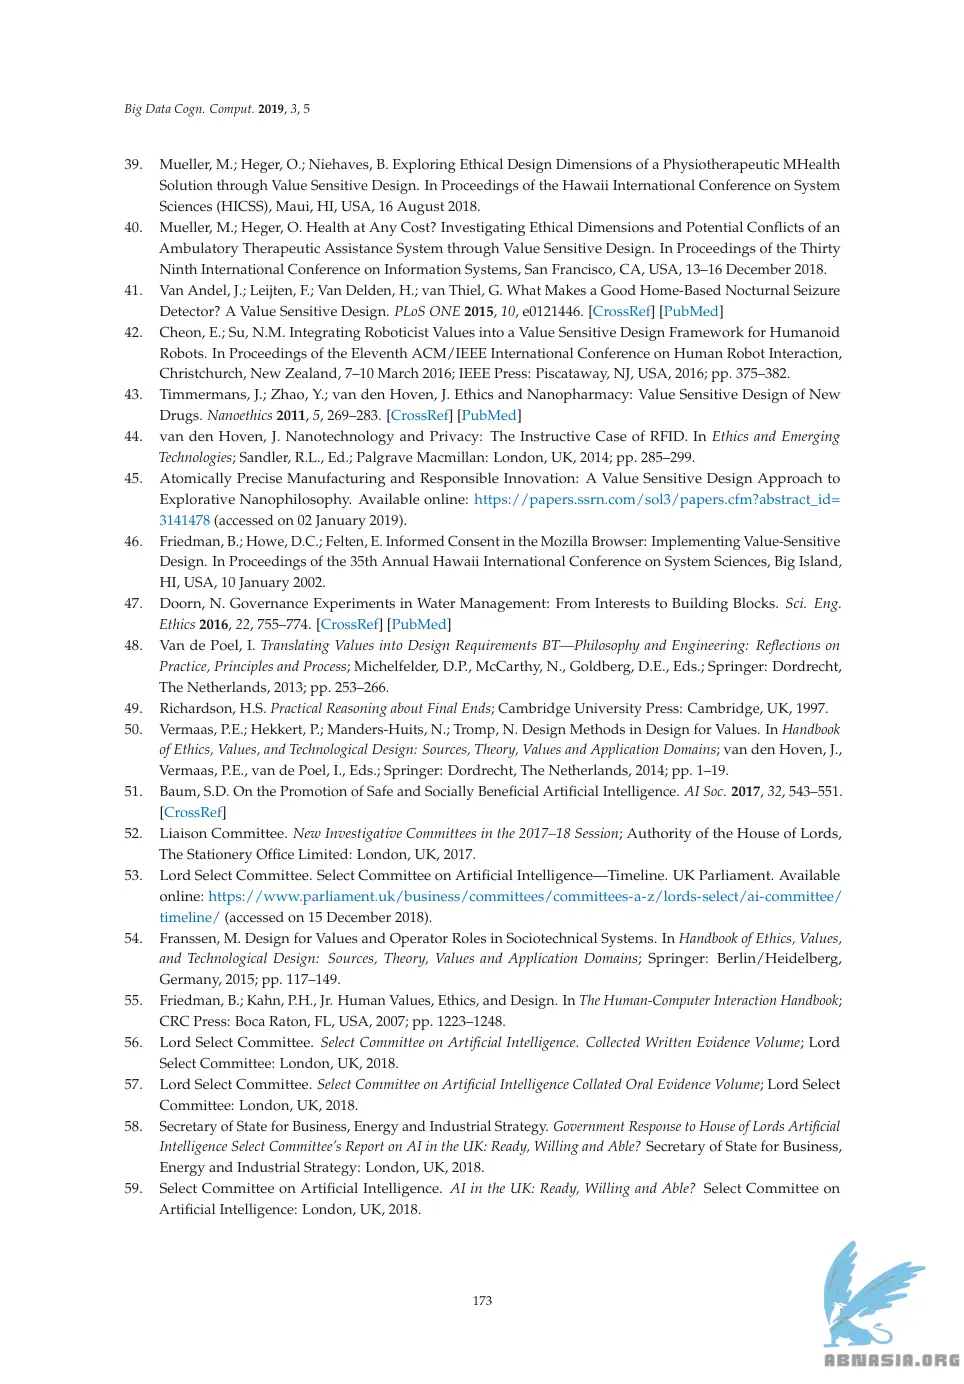 Big Data Cogn. Comput. 2019, 3, 5
39. Mueller, M.; Heger, O.; Niehaves, B. Exploring Ethical Design Dimensions of a Physiotherapeutic MHealth
Solution through Value Sensitive Design. In Proceedings of the Hawaii International Conference on System
Sciences (HICSS), Maui, HI, USA, 16 August 2018.
40. Mueller, M.; Heger, O. Health at Any Cost? Investigating Ethical Dimensions and Potential Conflicts of an
Ambulatory Therapeutic Assistance System through Value Sensitive Design. In Proceedings of the Thirty
Ninth International Conference on Information Systems, San Francisco, CA, USA, 13–16 December 2018.
41. Van Andel, J.; Leijten, F.; Van Delden, H.; van Thiel, G. What Makes a Good Home-Based Nocturnal Seizure
Detector? A Value Sensitive Design. PLoS ONE 2015, 10, e0121446. [CrossRef] [PubMed]
42. Cheon, E.; Su, N.M. Integrating Roboticist Values into a Value Sensitive Design Framework for Humanoid
Robots. In Proceedings of the Eleventh ACM/IEEE International Conference on Human Robot Interaction,
Christchurch, New Zealand, 7–10 March 2016; IEEE Press: Piscataway, NJ, USA, 2016; pp. 375–382.
43. Timmermans, J.; Zhao, Y.; van den Hoven, J. Ethics and Nanopharmacy: Value Sensitive Design of New
Drugs. Nanoethics 2011, 5, 269–283. [CrossRef] [PubMed]
44. van den Hoven, J. Nanotechnology and Privacy: The Instructive Case of RFID. In Ethics and Emerging
Technologies; Sandler, R.L., Ed.; Palgrave Macmillan: London, UK, 2014; pp. 285–299.
45. Atomically Precise Manufacturing and Responsible Innovation: A Value Sensitive Design Approach to
Explorative Nanophilosophy. Available online: https://papers.ssrn.com/sol3/papers.cfm?abstract_id=
3141478 (accessed on 02 January 2019).
46. Friedman, B.; Howe, D.C.; Felten, E. Informed Consent in the Mozilla Browser: Implementing Value-Sensitive
Design. In Proceedings of the 35th Annual Hawaii International Conference on System Sciences, Big Island,
HI, USA, 10 January 2002.
47. Doorn, N. Governance Experiments in Water Management: From Interests to Building Blocks. Sci. Eng.
Ethics 2016, 22, 755–774. [CrossRef] [PubMed]
48. Van de Poel, I. Translating Values into Design Requirements BT—Philosophy and Engineering: Reflections on
Practice, Principles and Process; Michelfelder, D.P., McCarthy, N., Goldberg, D.E., Eds.; Springer: Dordrecht,
The Netherlands, 2013; pp. 253–266.
49. Richardson, H.S. Practical Reasoning about Final Ends; Cambridge University Press: Cambridge, UK, 1997.
50. Vermaas, P.E.; Hekkert, P.; Manders-Huits, N.; Tromp, N. Design Methods in Design for Values. In Handbook
of Ethics, Values, and Technological Design: Sources, Theory, Values and Application Domains; van den Hoven, J.,
Vermaas, P.E., van de Poel, I., Eds.; Springer: Dordrecht, The Netherlands, 2014; pp. 1–19.
51. Baum, S.D. On the Promotion of Safe and Socially Beneficial Artificial Intelligence. AI Soc. 2017, 32, 543–551.
[CrossRef]
52. Liaison Committee. New Investigative Committees in the 2017–18 Session; Authority of the House of Lords,
The Stationery Office Limited: London, UK, 2017.
53. Lord Select Committee. Select Committee on Artificial Intelligence—Timeline. UK Parliament. Available
online: https://www.parliament.uk/business/committees/committees-a-z/lords-select/ai-committee/
timeline/ (accessed on 15 December 2018).
54. Franssen, M. Design for Values and Operator Roles in Sociotechnical Systems. In Handbook of Ethics, Values,
and Technological Design: Sources, Theory, Values and Application Domains; Springer: Berlin/Heidelberg,
Germany, 2015; pp. 117–149.
55. Friedman, B.; Kahn, P.H., Jr. Human Values, Ethics, and Design. In The Human-Computer Interaction Handbook;
CRC Press: Boca Raton, FL, USA, 2007; pp. 1223–1248.
56. Lord Select Committee. Select Committee on Artificial Intelligence. Collected Written Evidence Volume; Lord
Select Committee: London, UK, 2018.
57. Lord Select Committee. Select Committee on Artificial Intelligence Collated Oral Evidence Volume; Lord Select
Committee: London, UK, 2018.
58. Secretary of State for Business, Energy and Industrial Strategy. Government Response to House of Lords Artificial
Intelligence Select Committee's Report on AI in the UK: Ready, Willing and Able? Secretary of State for Business,
Energy and Industrial Strategy: London, UK, 2018.
59. Select Committee on Artificial Intelligence. AI in the UK: Ready, Willing and Able? Select Committee on
Artificial Intelligence: London, UK, 2018.
173
ABNASIA.ORG